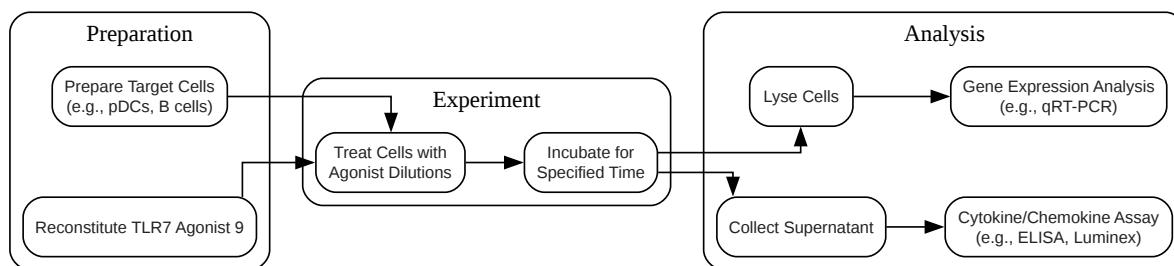 Preparation
Prepare Target Cells
(e.g., pDCs, B cells)
Reconstitute TLR7 Agonist 9
Experiment
Treat Cells with
Agonist Dilutions
Incubate for
Specified Time
Analysis
Lyse Cells
Gene Expression Analysis
(e.g., qRT-PCR)
Collect Supernatant
Cytokine/Chemokine Assay
(e.g., ELISA, Luminex)